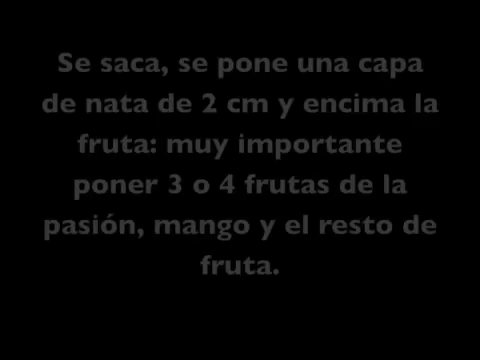 Se saca, se pone una capa
de nata de 2 cm y encima la
fruta: muy importante
poner 3 o 4 frutas de la
pasión, mango y el resto de
fruta.